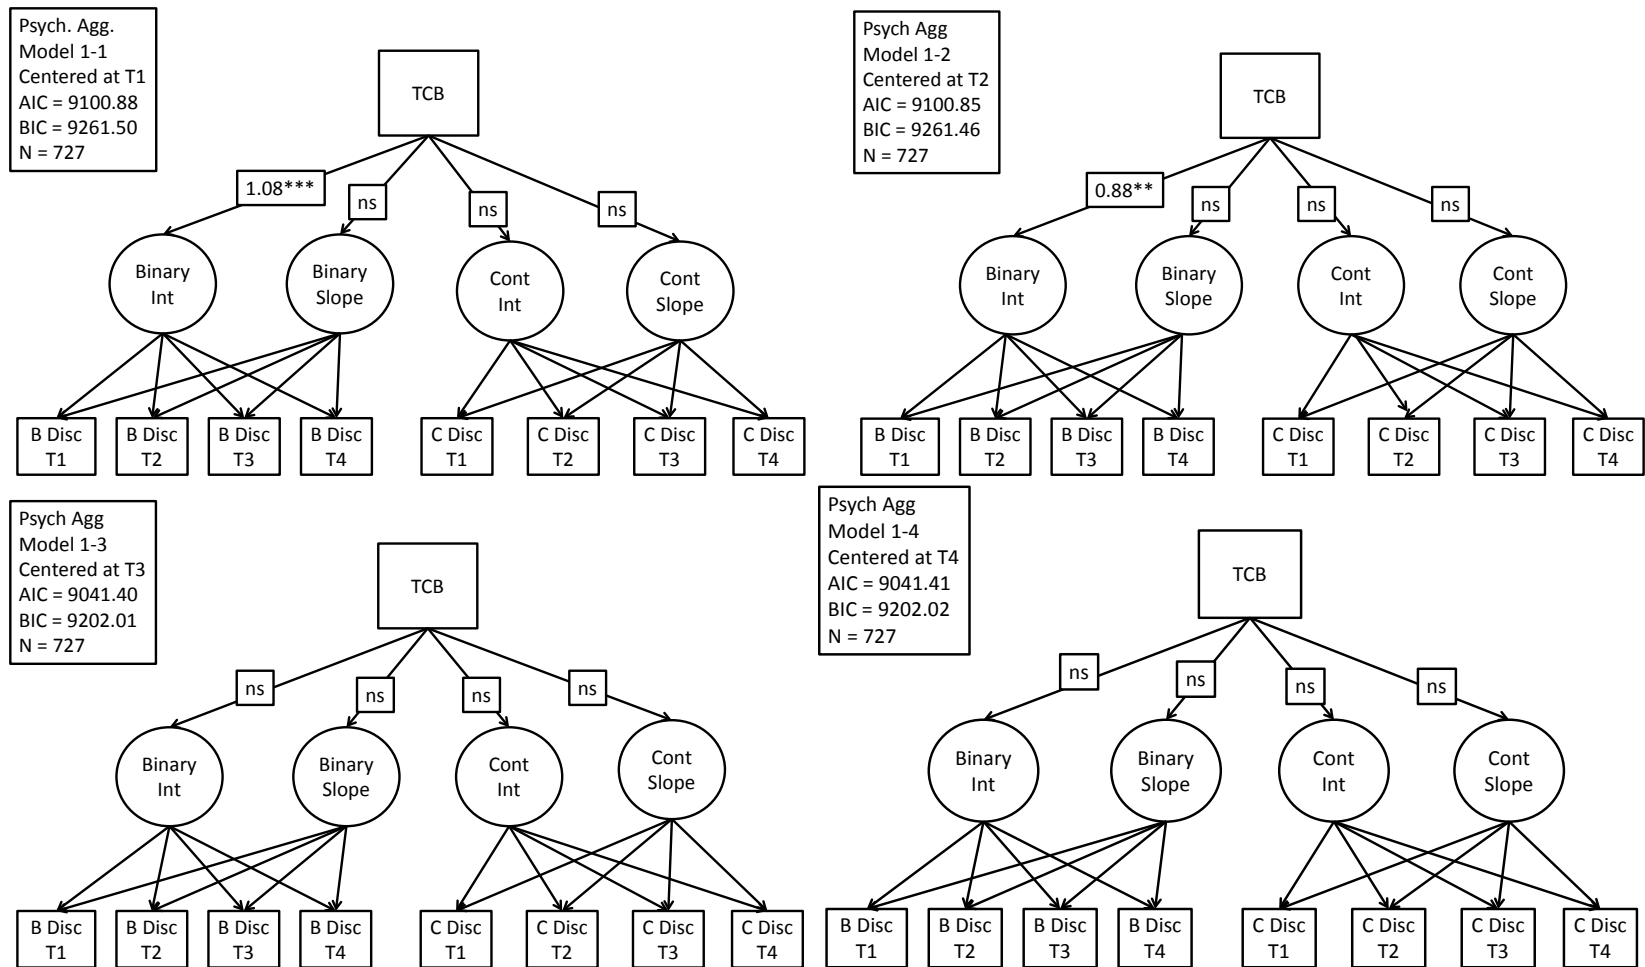 Psych. Agg.
Model 1-1
Centered at T1
AIC = 9100.88
BIC = 9261.50
N = 727
TCB
1.08***
ns
ns
ns
Binary
Int
Binary
Slope
Cont
Int
Cont
Slope
B Disc
T1
B Disc
T2
B Disc
T3
B Disc
T4
C Disc
T1
C Disc
T2
C Disc
T3
C Disc
T4
Psych Agg
Model 1-2
Centered at T2
AIC = 9100.85
BIC = 9261.46
N = 727
TCB
0.88**
ns
ns
ns
Binary
Int
Binary
Slope
Cont
Int
Cont
Slope
B Disc
T1
B Disc
T2
B Disc
T3
B Disc
T4
C Disc
T1
C Disc
T2
C Disc
T3
C Disc
T4
Psych Agg
Model 1-3
Centered at T3
AIC = 9041.40
BIC = 9202.01
N = 727
TCB
ns
ns
ns
ns
Binary
Int
Binary
Slope
Cont
Int
Cont
Slope
B Disc
T1
B Disc
T2
B Disc
T3
B Disc
T4
C Disc
T1
C Disc
T2
C Disc
T3
C Disc
T4
Psych Agg
Model 1-4
Centered at T4
AIC = 9041.41
BIC = 9202.02
N = 727
TCB
ns
ns
ns
ns
Binary
Int
Binary
Slope
Cont
Int
Cont
Slope
B Disc
T1
B Disc
T2
B Disc
T3
B Disc
T4
C Disc
T1
C Disc
T2
C Disc
T3
C Disc
T4